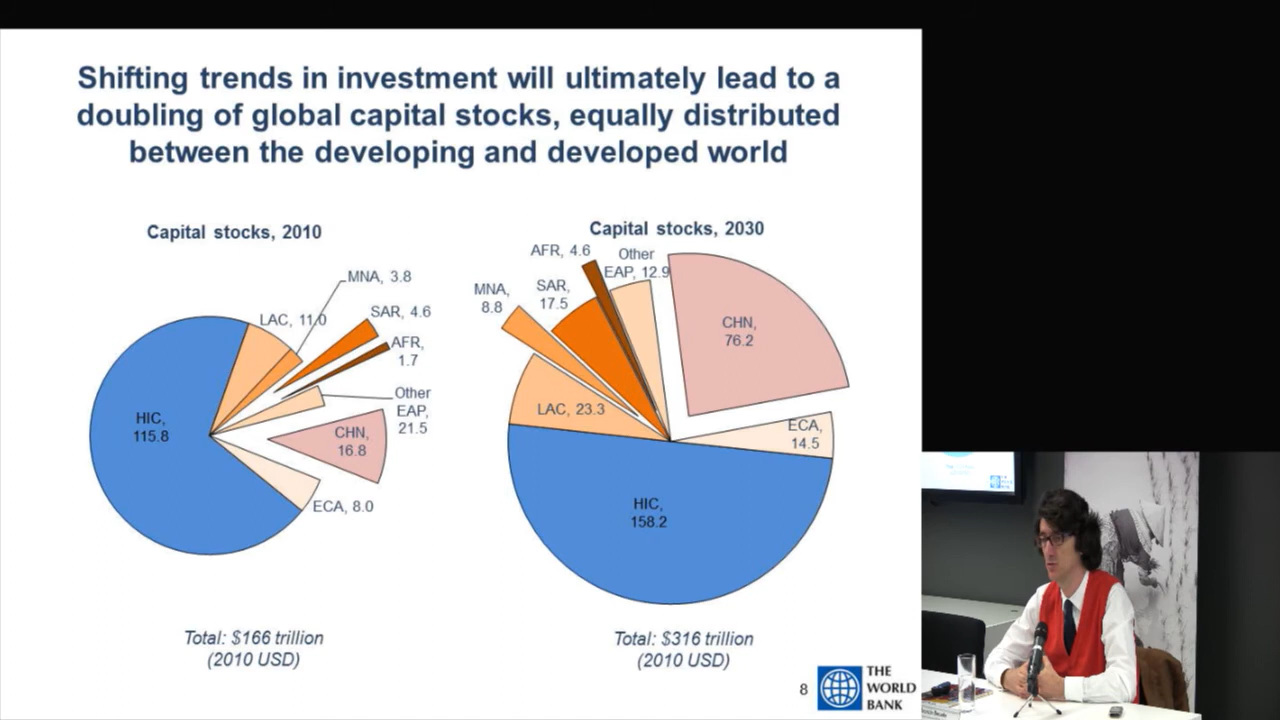 Shifting trends in investment will ultimately lead to a
doubling of global capital stocks, equally distributed
between the developing and developed world
Capital stocks, 2010
MNA, 3.8
LAC, 11.0
SAR, 4.6
AFR,
1.7
Other
EAP,
21.5
HIC,
115.8
CHN,
16.8
ECA, 8.0
Total: $166 trillion
(2010 USD)
Capital stocks, 2030
AFR, 4.6
Other
EAP, 12.9
MNA,
8.8
SAR,
17.5
CHN,
76.2
LAC, 23.3
ECA,
14.5
HIC,
158.2
Total: $316 trillion
(2010 USD)
8
THE
WORLD
BANK